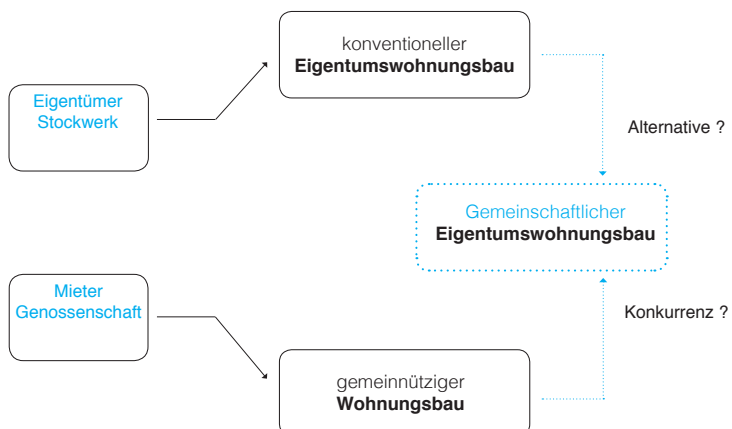 konventioneller
Eigentumswohnungsbau
Eigentümer
Stockwerk
Alternative ?
Gemeinschaftlicher
Eigentumswohnungsbau
Mieter
Genossenschaft
Konkurrenz ?
gemeinnütziger
Wohnungsbau